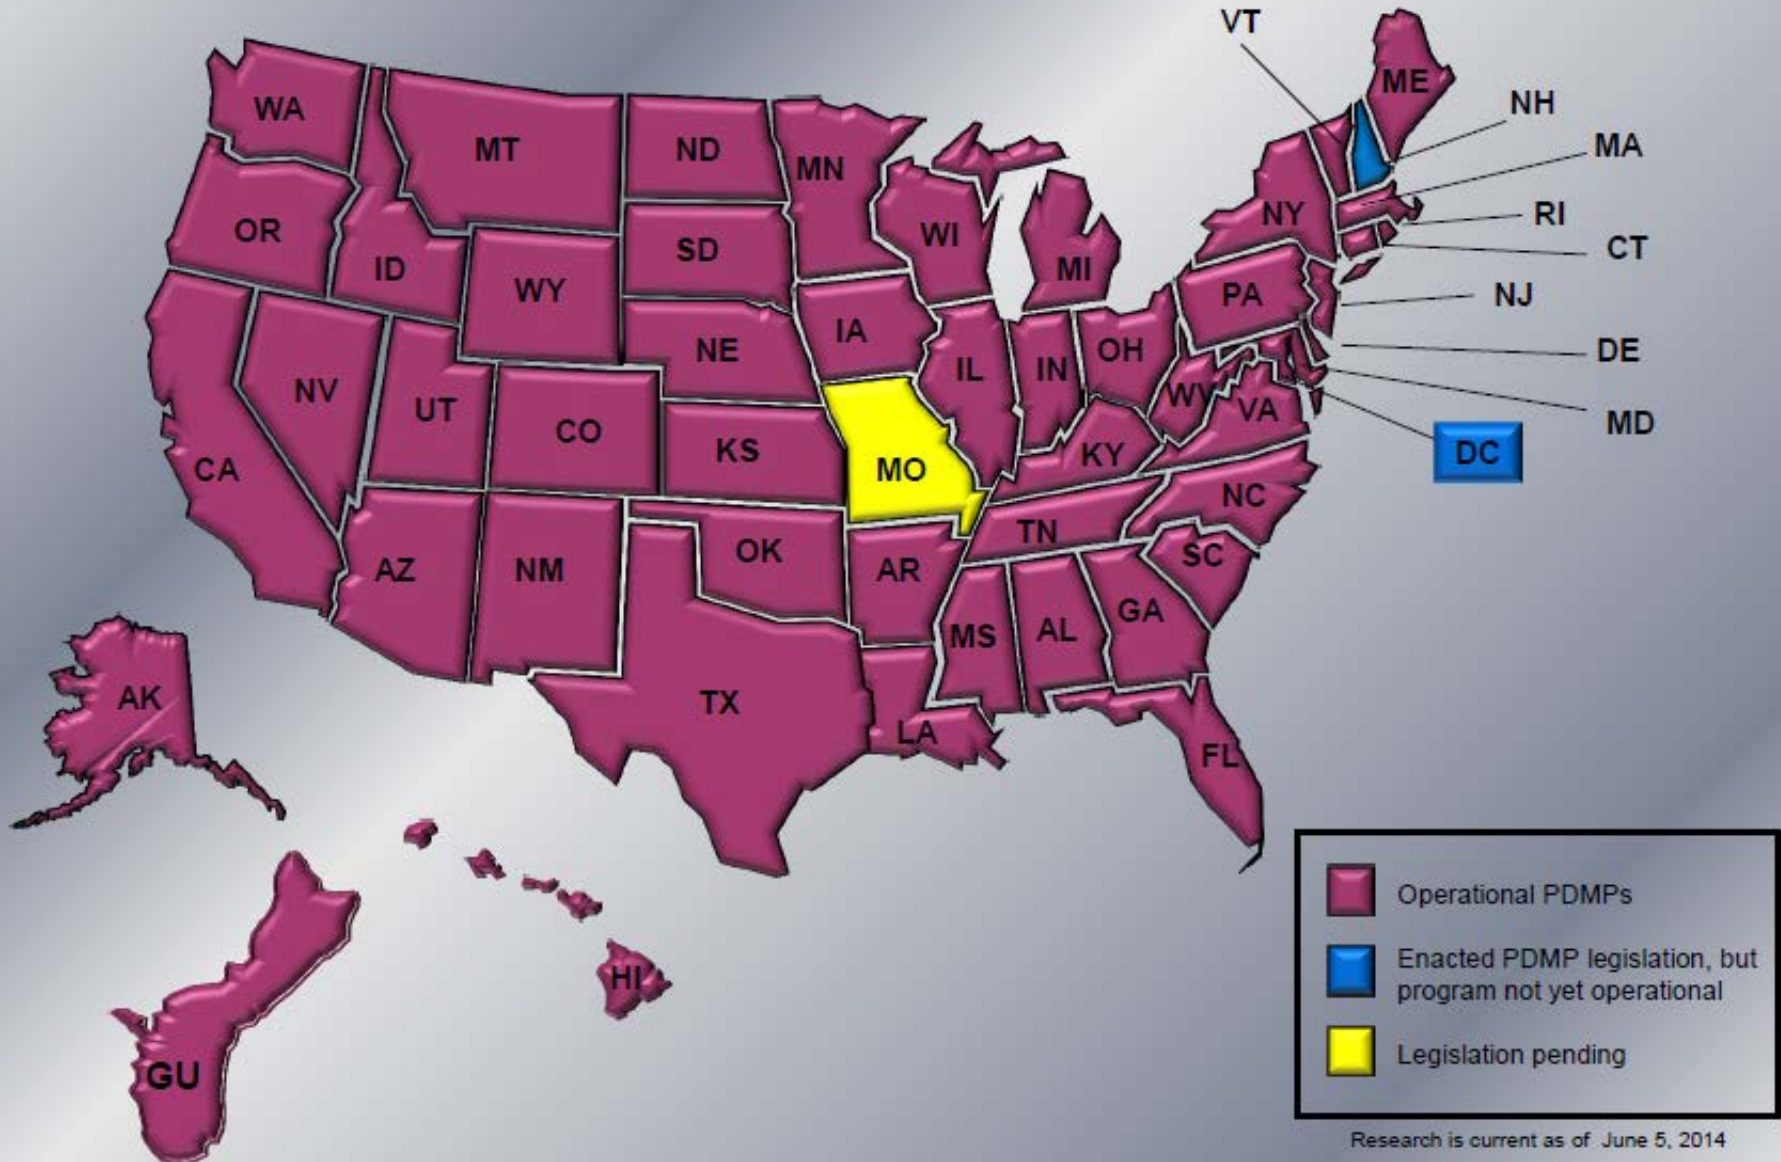 VT
ME
WA
NH
MT
ND
MN
MA
NY
RI
OR
WI
CT
SD
ID
MI
WY
PA
NJ
IA
NE
OH
DE
IL
IN
NV
UT
WV
VA
CO
MD
KS
KY
DC
CA
MO
NC
TN
OK
SC
AZ
NM
AR
GA
MS
AL
AK
TX
LA
FL
Operational PDMPs
Enacted PDMP legislation, but
program not yet operational
HI
Legislation pending
GU
Research is current as of June 5, 2014